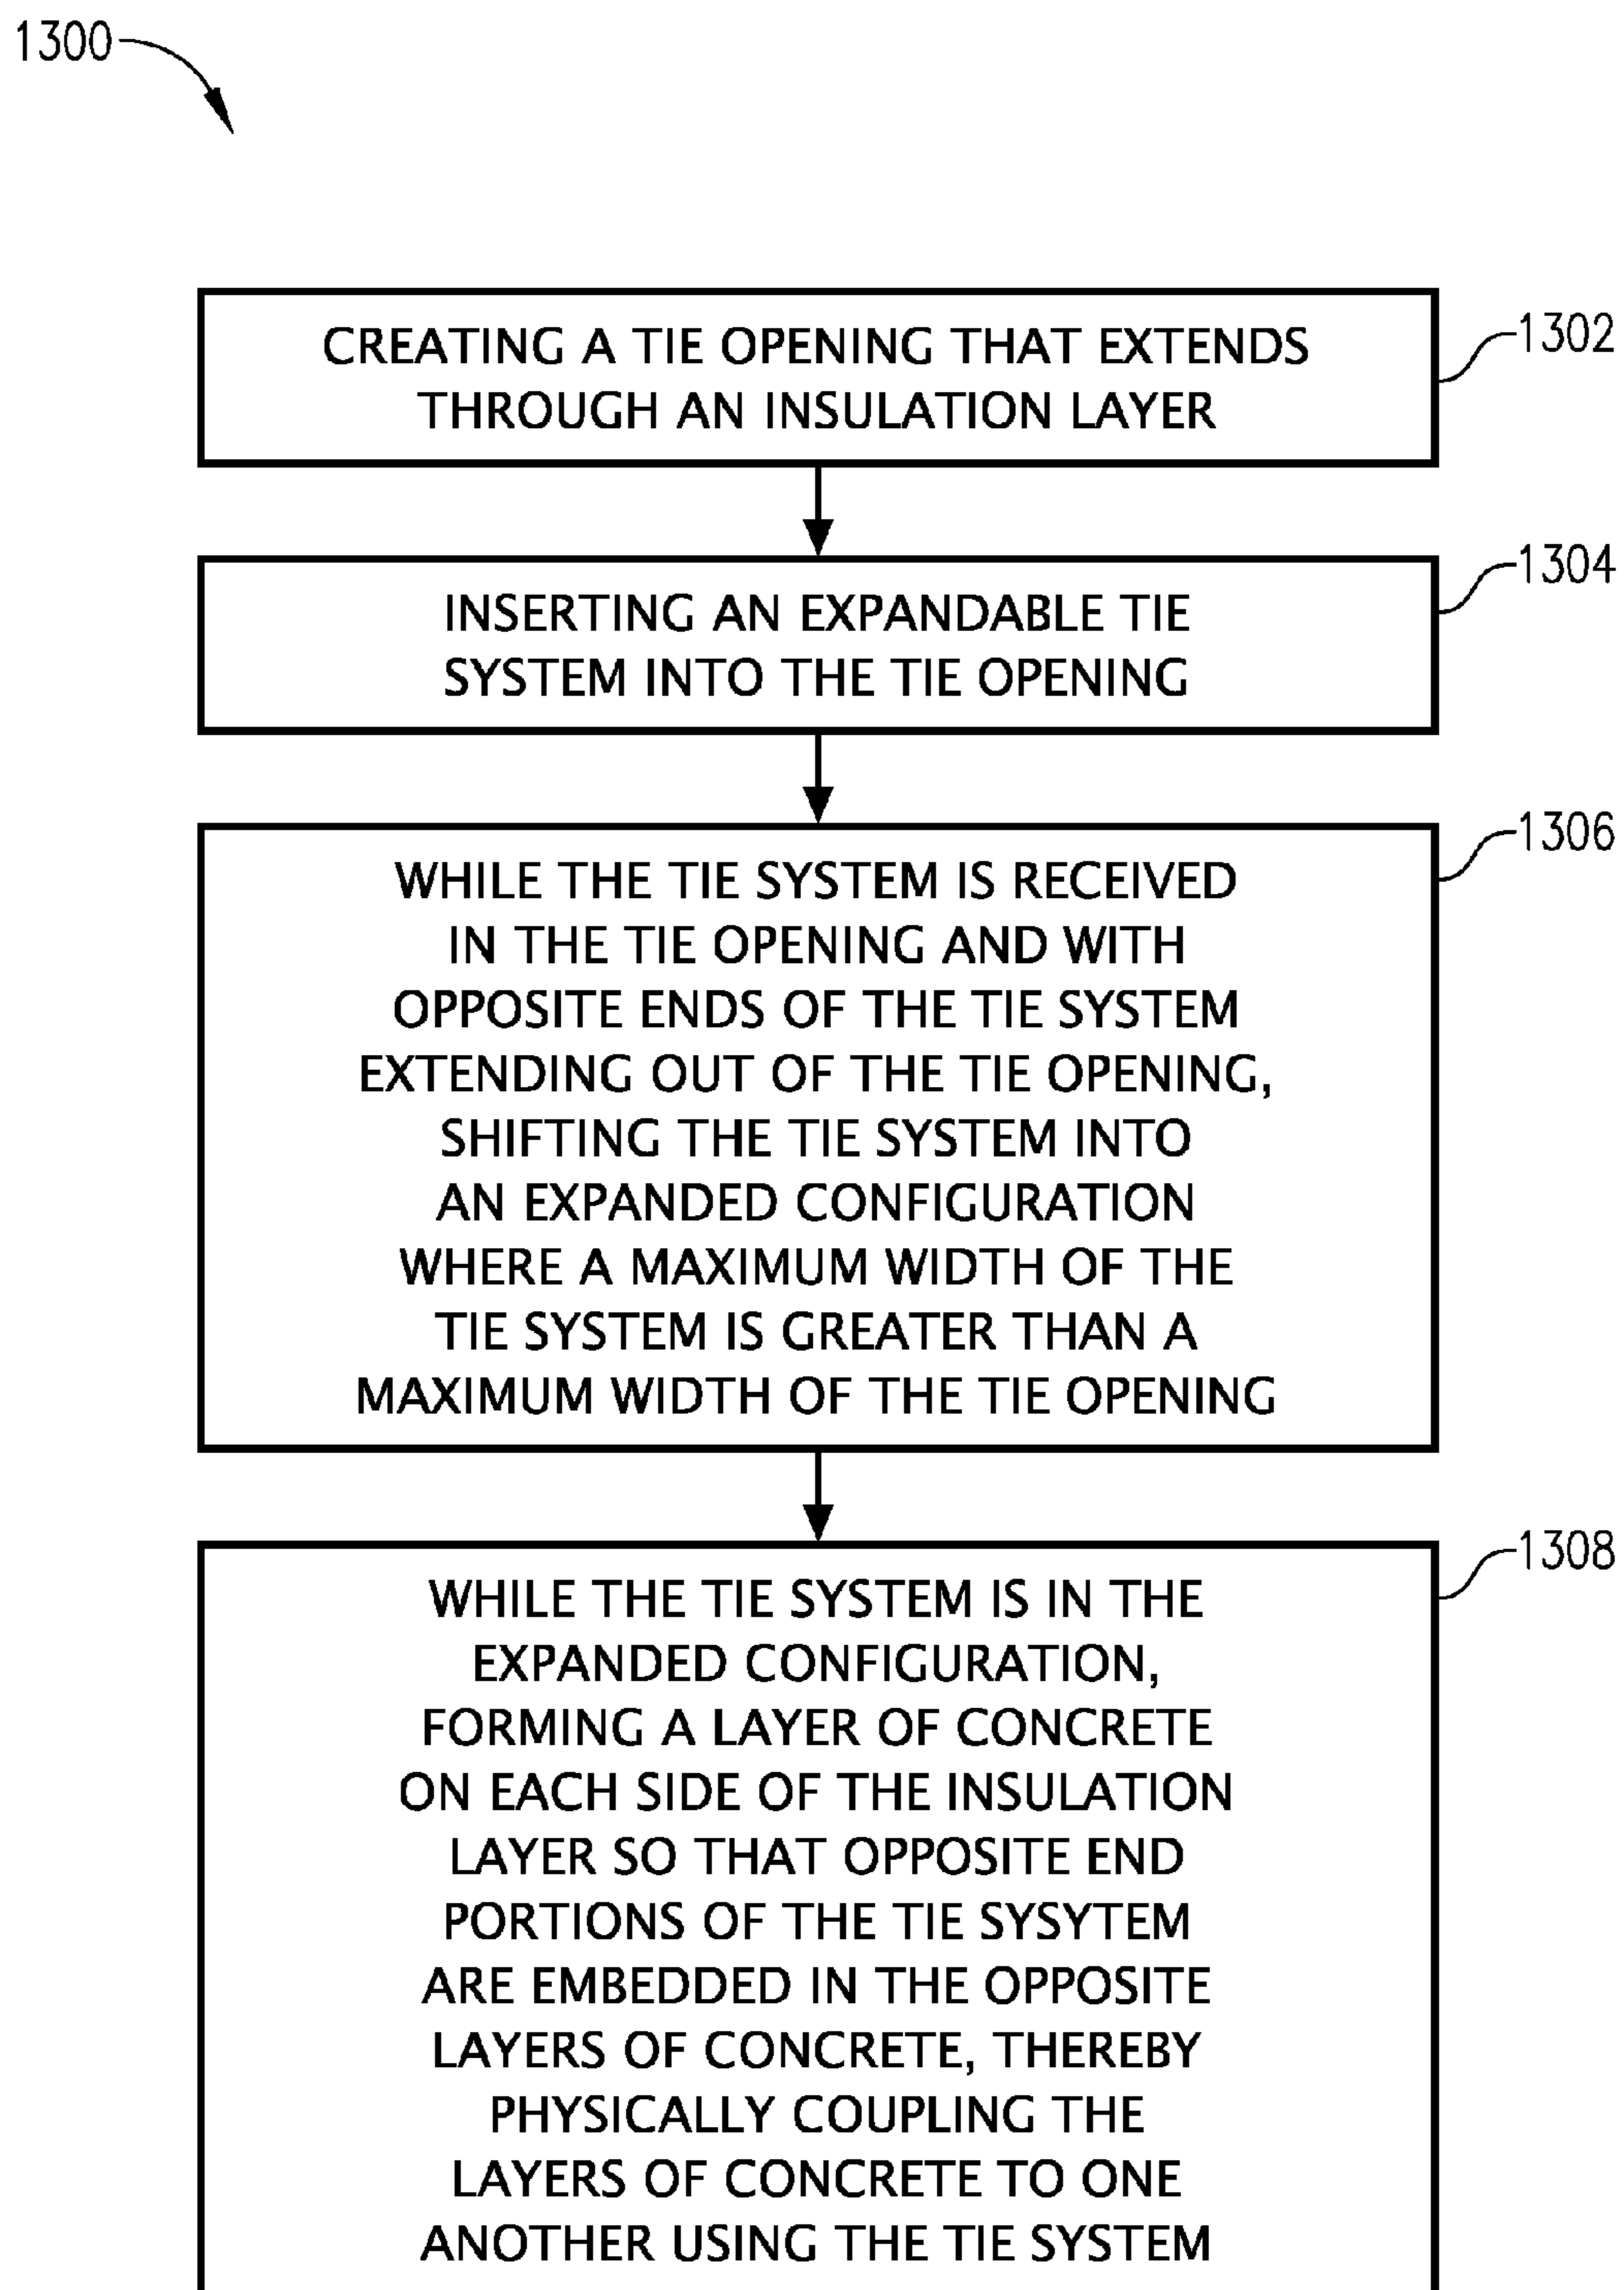 1300
CREATING A TIE OPENING THAT EXTENDS
THROUGH AN INSULATION LAYER
1302
INSERTING AN EXPANDABLE TIE
SYSTEM INTO THE TIE OPENING
1304
WHILE THE TIE SYSTEM IS RECEIVED
IN THE TIE OPENING AND WITH
OPPOSITE ENDS OF THE TIE SYSTEM
EXTENDING OUT OF THE TIE OPENING,
SHIFTING THE TIE SYSTEM INTO
AN EXPANDED CONFIGURATION
WHERE A MAXIMUM WIDTH OF THE
TIE SYSTEM IS GREATER THAN A
MAXIMUM WIDTH OF THE TIE OPENING
1306
WHILE THE TIE SYSTEM IS IN THE
EXPANDED CONFIGURATION,
FORMING A LAYER OF CONCRETE
ON EACH SIDE OF THE INSULATION
LAYER SO THAT OPPOSITE END
PORTIONS OF THE TIE SYSYTEM
ARE EMBEDDED IN THE OPPOSITE
LAYERS OF CONCRETE, THEREBY
PHYSICALLY COUPLING THE
LAYERS OF CONCRETE TO ONE
ANOTHER USING THE TIE SYSTEM
1308